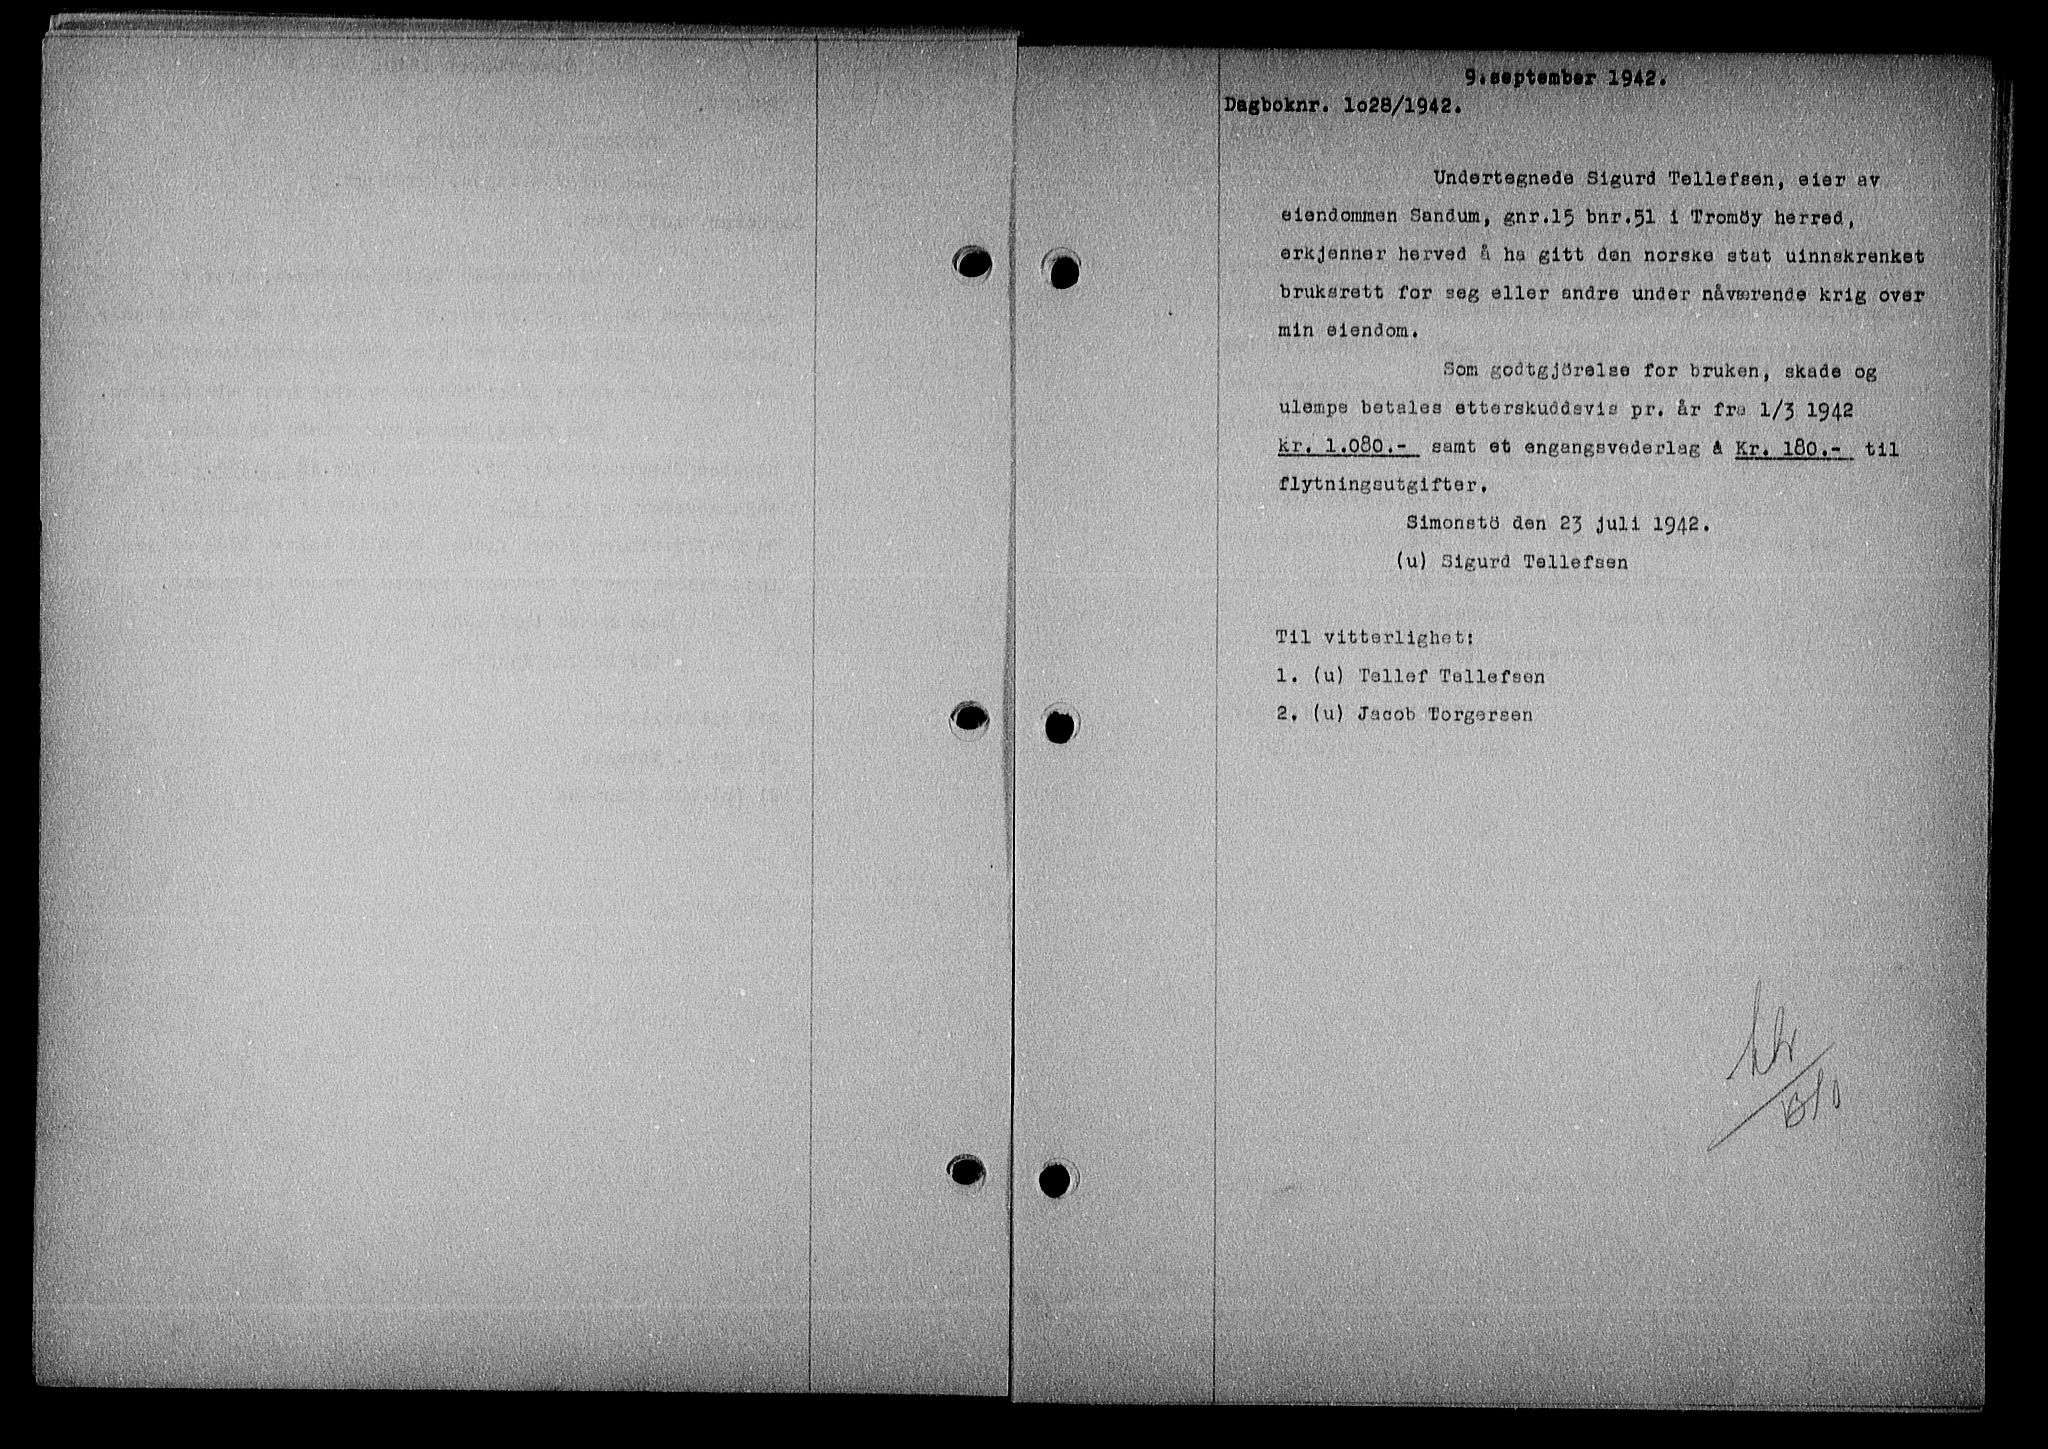 9.september 1942.
Dagboknr. 1o28/1942.
Undertegnede Sigurd Tellefsen, eier av
eiendommen Sandum, gnr.15 bnr.51 i Tromöy herred,
erkjenner herved å ha gitt den norske stat uinnskrenket
bruksrett for seg eller andre under nåværende krig over
min eiendom.
Som godtgjörelse for bruken, skade og
ulempe betales etterskuddsvis pr. år fra 1/3 1942
kr. 1.080.- samt et engangsvederlag å Kr. 180.- til
flytningsutgifter.
Simonstö den 23 juli 1942.
(u) Sigurd Tellefsen
Til vitterlighet:
1. (u) Tellef Tellefsen
2. (u) Jacob Torgersen